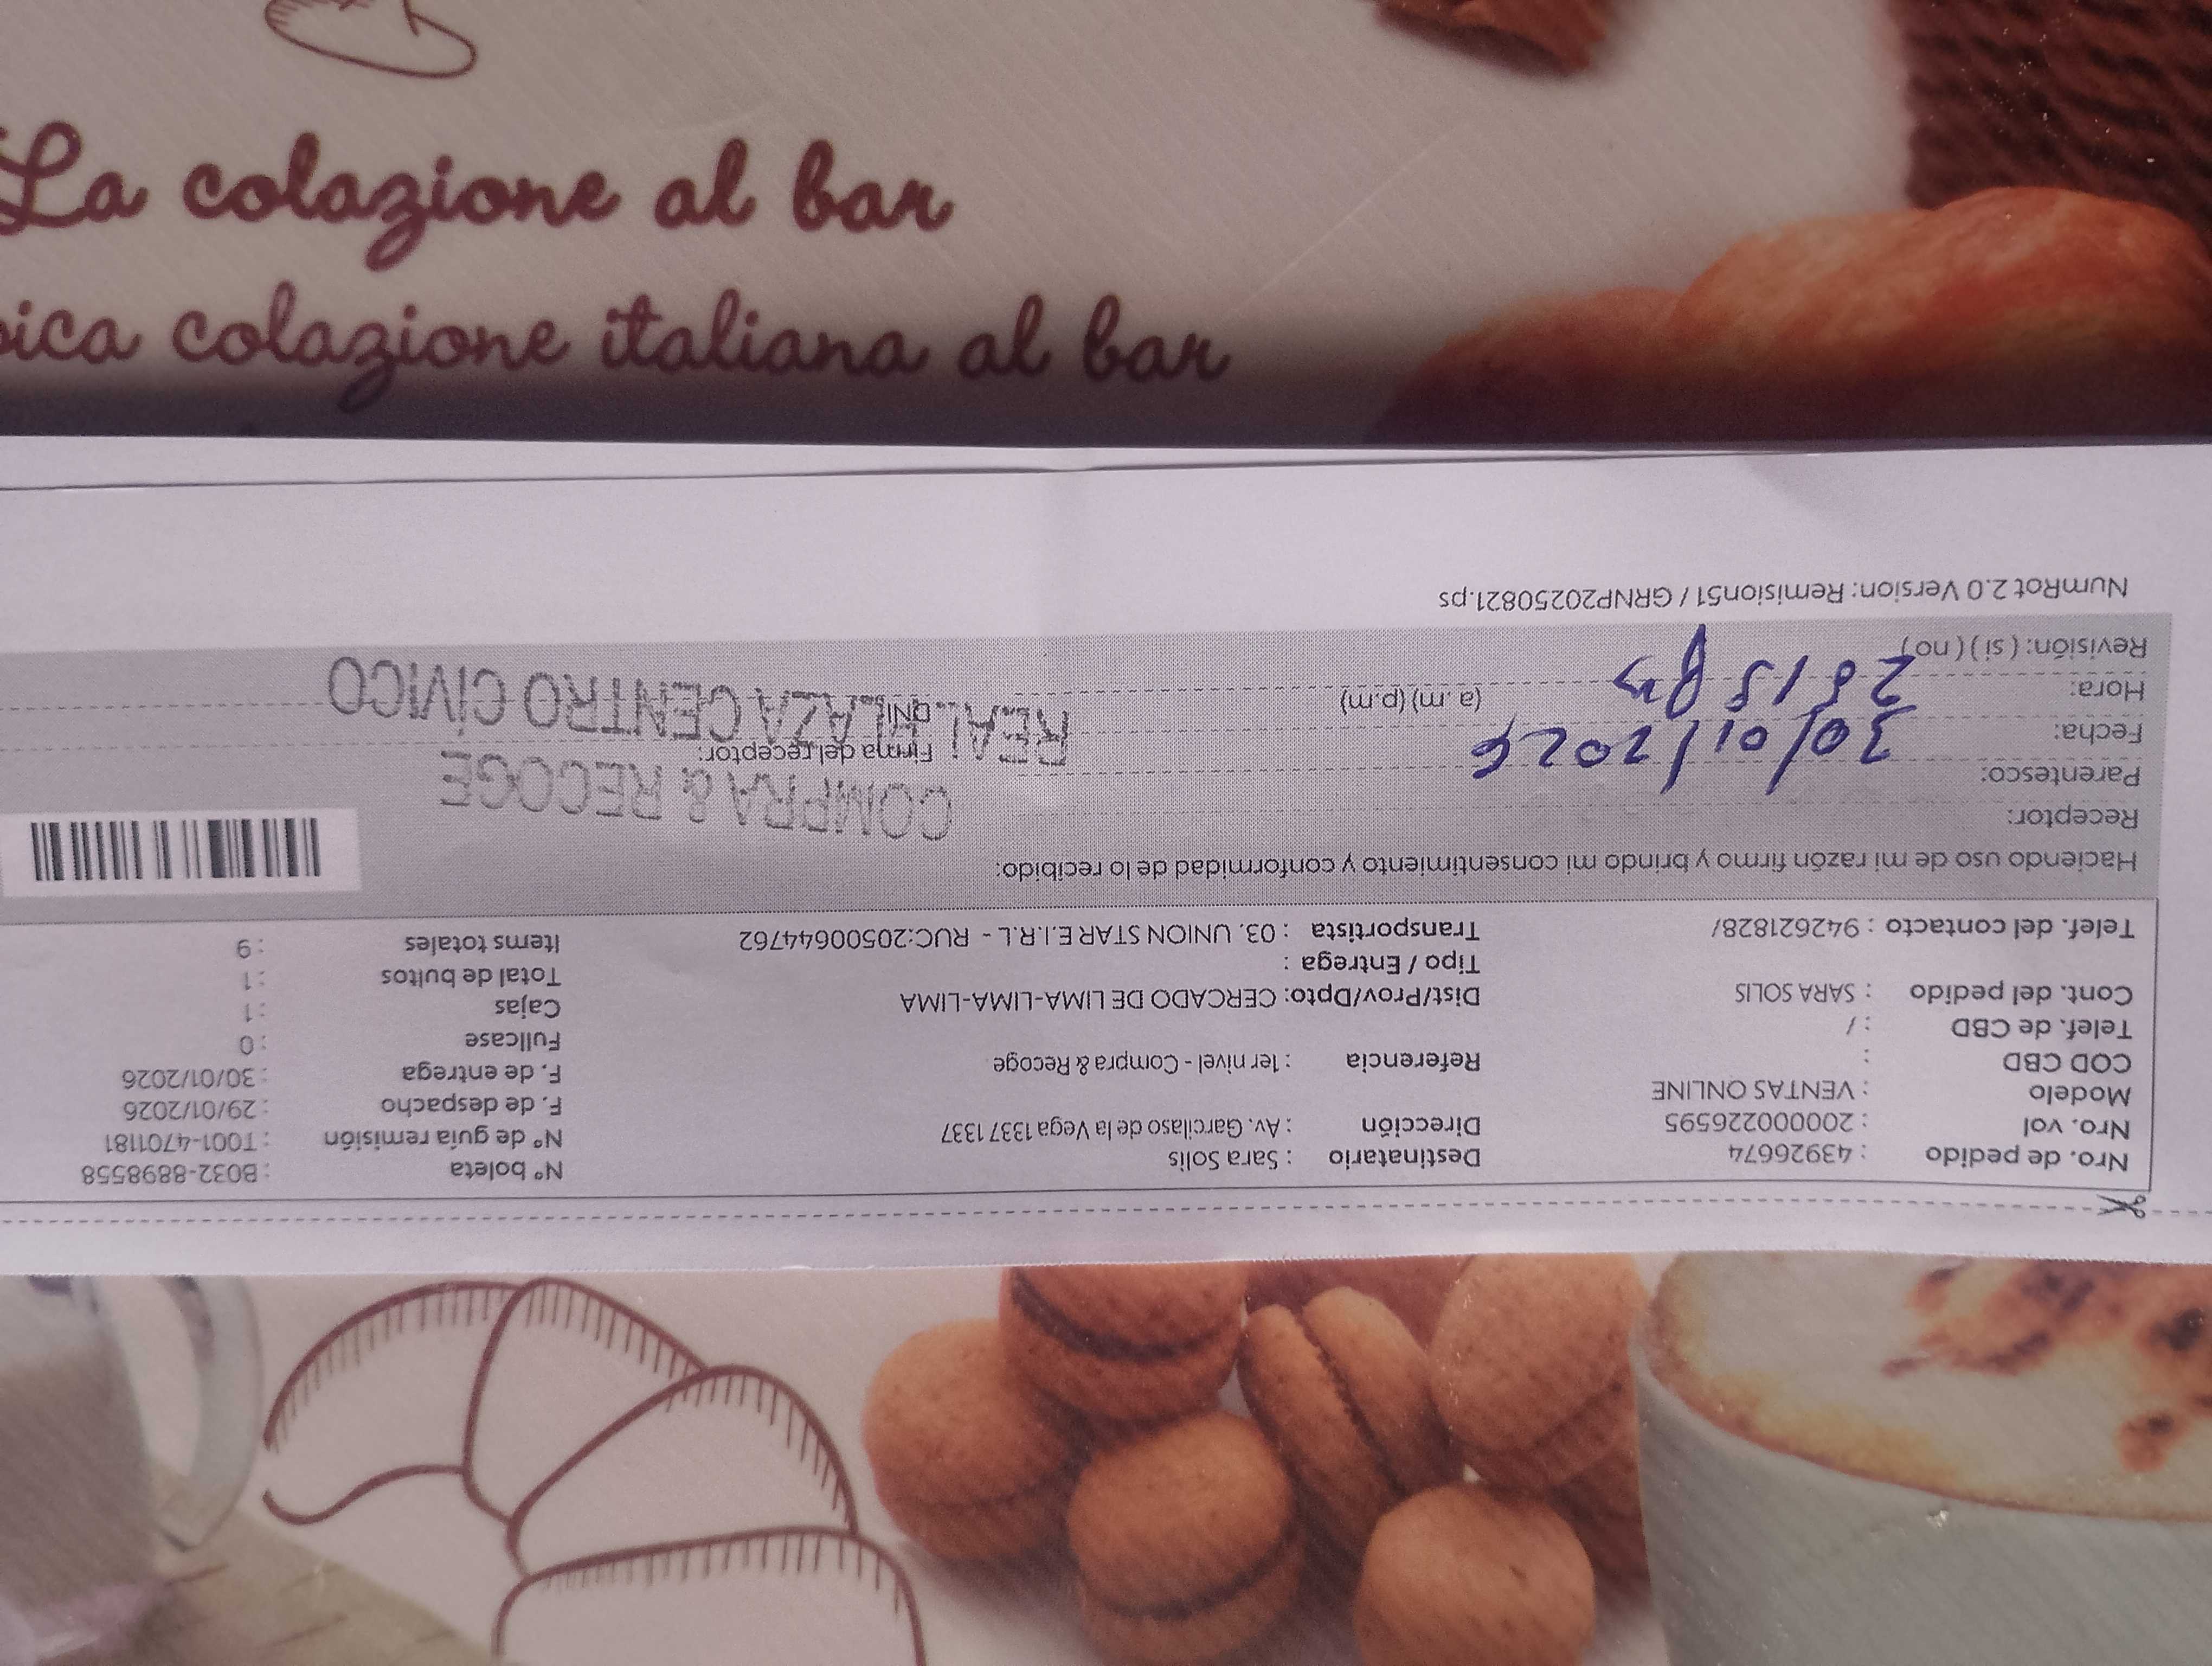 La colazione al bar
pica colazione italiana al bar
Nro. de pedido : 43926674
Nro. vol : 200000226595
Modelo : VENTAS ONLINE
COD CBD :
Telef. de CBD : /
Cont. del pedido : SARA SOLIS
Telef. del contacto : 942621828/
Destinatario : Sara Solis
Dirección : Av. Garcilaso de la Vega 1337 1337
Referencia : 1er nivel - Compra & Recoge
Dist/Prov/Dpto: CERCADO DE LIMA-LIMA-LIMA
Tipo / Entrega :
Transportista : 03. UNION STAR E.I.R.L - RUC:20500644762
N° boleta : B032-8898558
N° de guía remisión : T001-4701181
F. de despacho : 29/01/2026
F. de entrega : 30/01/2026
Fullcase : 0
Cajas : 1
Total de bultos : 1
Items totales : 9
Haciendo uso de mi razón firmo y brindo mi consentimiento y conformidad de lo recibido:
Receptor:
Parentesco:
Fecha: 30/01/2026
Hora: pm (a.m) (p.m)
Revisión: ( si ) ( no )
Firma del receptor:
DNI
COMPRA & RECOGE
REAL PLAZA CENTRO CÍVICO
NumRot 2.0 Version: Remision51 / GRNP20250821.ps